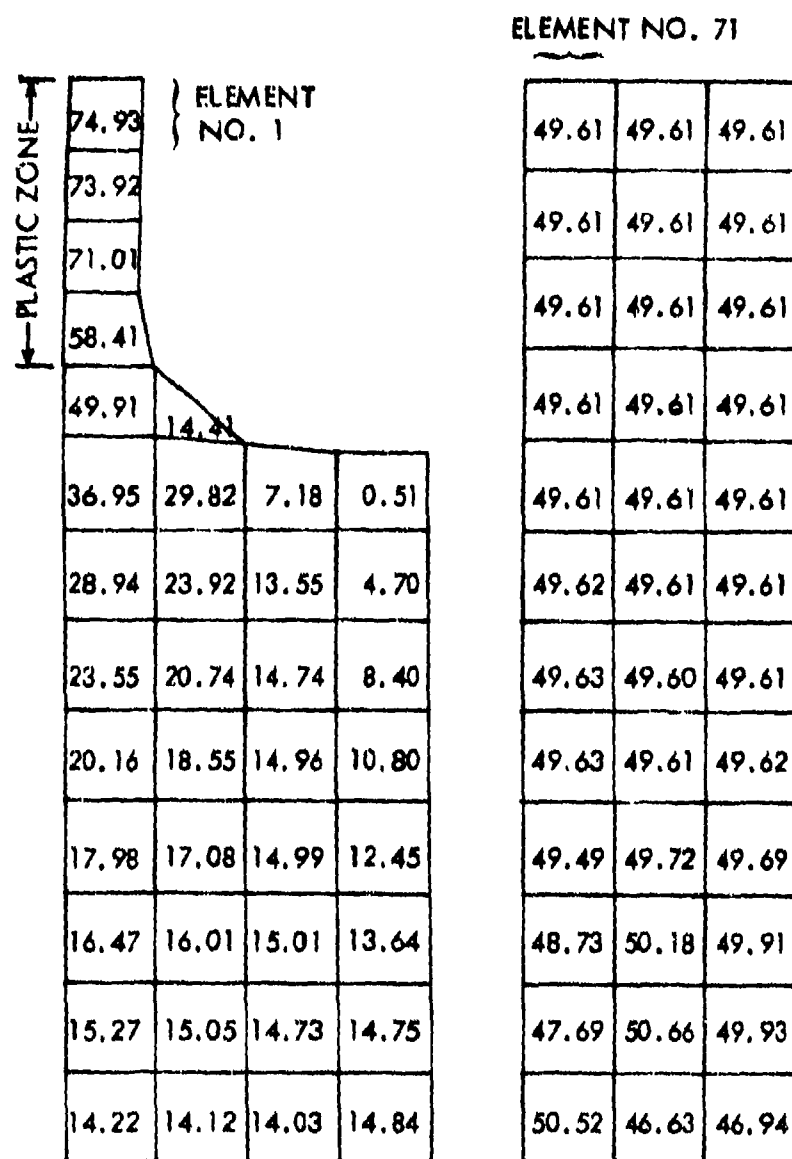 ELEMENT NO. 71
PLASTIC ZONE
ELEMENT
NO. 1
74.93
73.92
71.01
58.41
49.91 14.41
36.95 29.82 7.18 0.51
28.94 23.92 13.55 4.70
23.55 20.74 14.74 8.40
20.16 18.55 14.96 10.80
17.98 17.08 14.99 12.45
16.47 16.01 15.01 13.64
15.27 15.05 14.73 14.75
14.22 14.12 14.03 14.84
49.61 49.61 49.61
49.61 49.61 49.61
49.61 49.61 49.61
49.61 49.61 49.61
49.61 49.61 49.61
49.62 49.61 49.61
49.63 49.60 49.61
49.63 49.61 49.62
49.49 49.72 49.69
48.73 50.18 49.91
47.69 50.66 49.93
50.52 46.63 46.94